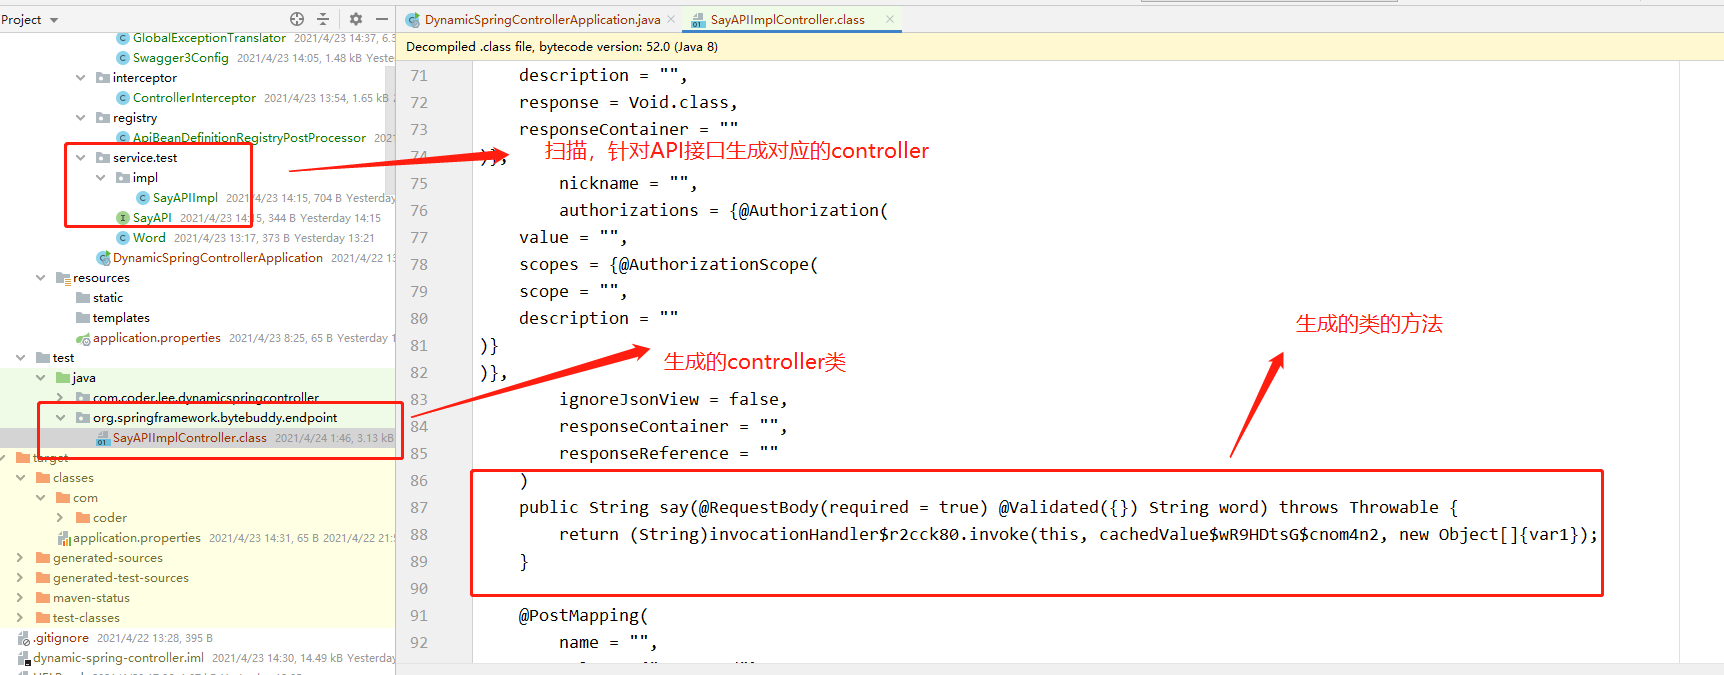 Project
DynamicSpringControllerApplication.java
SayAPIImplController.class
Decompiled .class file, bytecode version: 52.0 (Java 8)
GlobalExceptionTranslator 2021/4/23 14:37, 6.3
Swagger3Config 2021/4/23 14:05, 1.48 kB Yeste
interceptor
ControllerInterceptor 2021/4/23 13:54, 1.65 kB
registry
ApiBeanDefinitionRegistryPostProcessor 2021
service.test
impl
SayAPIImpl 2021/4/23 14:15, 704 B Yesterday
SayAPI 2021/4/23 14:15, 344 B Yesterday 14:15
Word 2021/4/23 13:17, 373 B Yesterday 13:21
DynamicSpringControllerApplication 2021/4/22 13
resources
static
templates
application.properties 2021/4/23 8:25, 65 B Yesterday 1
test
java
com.coder.lee.dynamicspringcontroller
org.springframework.bytebuddy.endpoint
SayAPIImplController.class 2021/4/24 1:46, 3.13 kB
target
classes
com
coder
application.properties 2021/4/23 14:31, 65 B 2021/4/22 21:5
generated-sources
generated-test-sources
maven-status
test-classes
.gitignore 2021/4/22 13:28, 395 B
dynamic-spring-controller.iml 2021/4/23 14:30, 14.49 kB Yesterday
71 description = "",
72 response = Void.class,
73 responseContainer = ""
74 )},
扫描，针对API接口生成对应的controller
75 nickname = "",
76 authorizations = {@Authorization(
77 value = "",
78 scopes = {@AuthorizationScope(
79 scope = "",
80 description = ""
生成的类的方法
81 )}
生成的controller类
82 )},
83 ignoreJsonView = false,
84 responseContainer = "",
85 responseReference = ""
86 )
87 public String say(@RequestBody(required = true) @Validated({}) String word) throws Throwable {
88 return (String)invocationHandler$r2cck80.invoke(this, cachedValue$wR9HDtsG$cnom4n2, new Object[]{var1});
89 }
90
91 @PostMapping(
92 name = "",